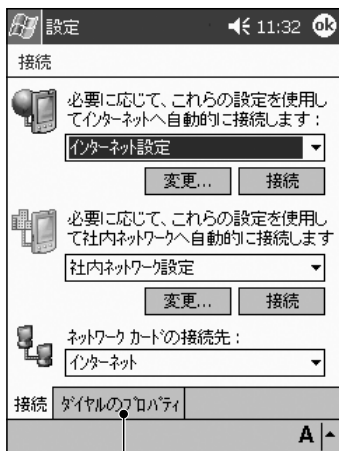 設定 11:32 ok
接続
必要に応じて、これらの設定を使用し
てインターネットへ自動的に接続します：
インターネット設定
変更... 接続
必要に応じて、これらの設定を使用し
て社内ネットワークへ自動的に接続します
社内ネットワーク設定
変更... 接続
ネットワーク カードの接続先：
インターネット
接続 ダイヤルのプロパティ
A